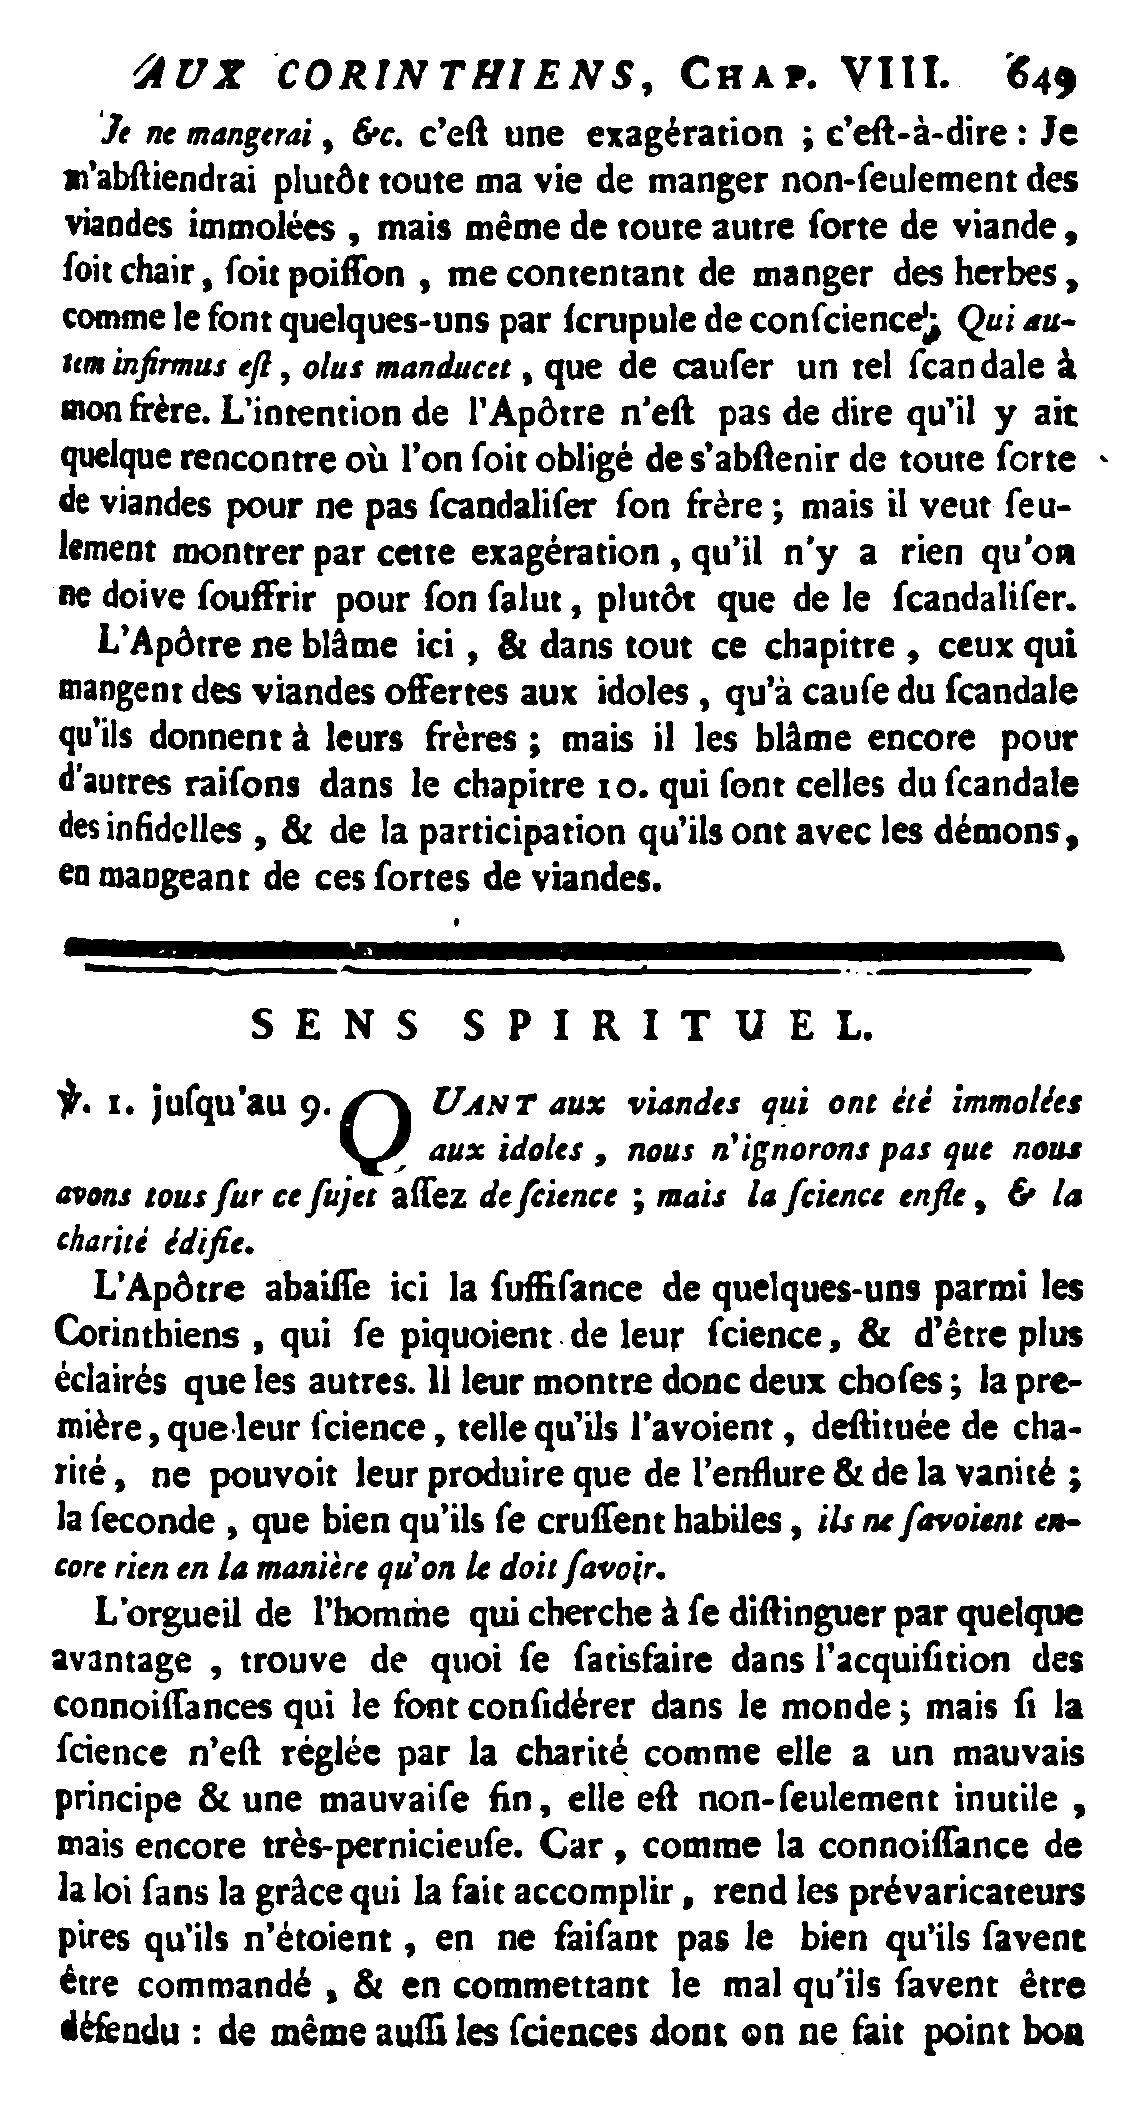 AUX CORINTHIENS, CHAP. VIII. 649
Je ne mangerai, &c. c'eſt une exagération ; c'eſt-à-dire : Je
m'abſtiendrai plutôt toute ma vie de manger non-ſeulement des
viandes immolées , mais même de toute autre ſorte de viande,
ſoit chair, ſoit poiſſon , me contentant de manger des herbes,
comme le font quelques-uns par ſcrupule de conſcience ; Qui au-
tem infirmus eſt, olus manducet, que de cauſer un tel ſcandale à
mon frère. L'intention de l'Apôtre n'eſt pas de dire qu'il y ait
quelque rencontre où l'on ſoit obligé de s'abſtenir de toute ſorte
de viandes pour ne pas ſcandaliſer ſon frère ; mais il veut ſeu-
lement montrer par cette exagération, qu'il n'y a rien qu'on
ne doive ſouffrir pour ſon ſalut, plutôt que de le ſcandaliſer.
L'Apôtre ne blâme ici , & dans tout ce chapitre , ceux qui
mangent des viandes offertes aux idoles , qu'à cauſe du ſcandale
qu'ils donnent à leurs frères ; mais il les blâme encore pour
d'autres raiſons dans le chapitre 10. qui ſont celles du ſcandale
des infidelles , & de la participation qu'ils ont avec les démons,
en mangeant de ces ſortes de viandes.
SENS SPIRITUEL.
℣. 1. juſqu'au 9. QUANT aux viandes qui ont été immolées
aux idoles, nous n'ignorons pas que nous
avons tous ſur ce ſujet aſſez de ſcience ; mais la ſcience enfle, & la
charité édifie.
L'Apôtre abaiſſe ici la ſuffiſance de quelques-uns parmi les
Corinthiens , qui ſe piquoient de leur ſcience, & d'être plus
éclairés que les autres. Il leur montre donc deux choſes ; la pre-
mière, que leur ſcience, telle qu'ils l'avoient , deſtituée de cha-
rité, ne pouvoit leur produire que de l'enflure & de la vanité ;
la ſeconde , que bien qu'ils ſe cruſſent habiles, ils ne ſavoient en-
core rien en la manière qu'on le doit ſavoir.
L'orgueil de l'homme qui cherche à ſe diſtinguer par quelque
avantage , trouve de quoi ſe ſatisfaire dans l'acquiſition des
connoiſſances qui le font conſidérer dans le monde ; mais ſi la
ſcience n'eſt réglée par la charité comme elle a un mauvais
principe & une mauvaiſe fin, elle eſt non-ſeulement inutile ,
mais encore très-pernicieuſe. Car, comme la connoiſſance de
la loi ſans la grâce qui la fait accomplir, rend les prévaricateurs
pires qu'ils n'étoient , en ne faiſant pas le bien qu'ils ſavent
être commandé , & en commettant le mal qu'ils ſavent être
défendu : de même auſſi les ſciences dont on ne fait point bon